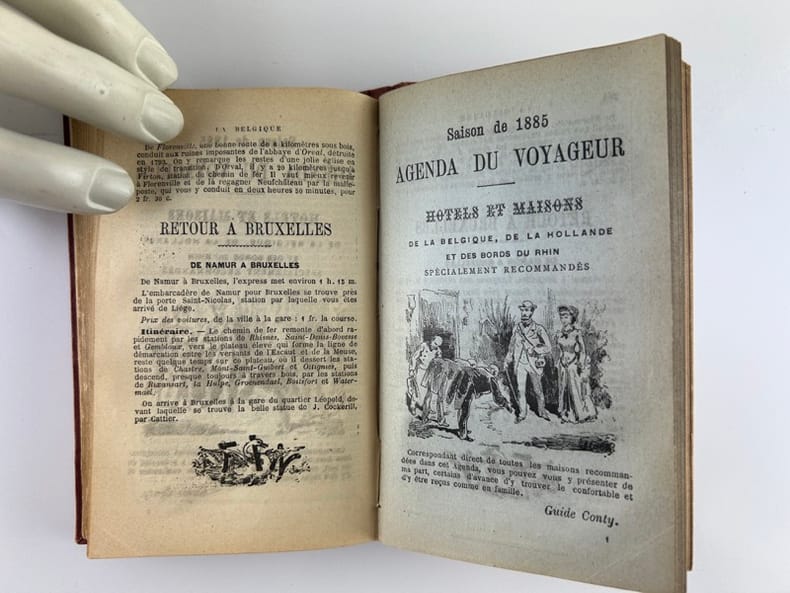 LA BELGIQUE
De Florenville, une bonne route de 8 kilomètres sous bois,
conduit aux ruines imposantes de l'abbaye d'Orval, détruite
en 1793. On y remarque les restes d'une jolie église en
style de transition. D'Orval, il y a 20 kilomètres jusqu'à
Virton, station du chemin de fer. Il vaut mieux revenir
à Florenville et de là regagner Neufchâteau par la malle-
poste, qui vous y conduit en deux heures 50 minutes, pour
2 fr. 30 c.
RETOUR A BRUXELLES
DE NAMUR A BRUXELLES
De Namur à Bruxelles, l'express met environ 1 h. 15 m.
L'embarcadère de Namur pour Bruxelles se trouve près
de la porte Saint-Nicolas, station par laquelle vous êtes
arrivé de Liége.
Prix des voitures, de la ville à la gare : 1 fr. la course.
Itinéraire. — Le chemin de fer remonte d'abord ra-
pidement par les stations de Rhisnes, Saint-Denis-Bovesse
et Gembloux, vers le plateau élevé qui forme la ligne de
démarcation entre les versants de l'Escaut et de la Meuse,
reste quelque temps sur ce plateau, où il dessert les stations
de Chastre, Mont-Saint-Guibert et Ottignies, puis
descend, presque toujours à travers bois, par les stations
de Rixansart, la Hulpe, Groenendael, Boitsfort et Water-
mael.
On arrive à Bruxelles à la gare du quartier Léopold, de-
vant laquelle se trouve la belle statue de J. Cockerill,
par Cattier.
Saison de 1885
AGENDA DU VOYAGEUR
HOTELS ET MAISONS
DE LA BELGIQUE, DE LA HOLLANDE
ET DES BORDS DU RHIN
SPÉCIALEMENT RECOMMANDÉS
Correspondant direct de toutes les maisons recomman-
dées dans cet Agenda, vous pouvez vous y présenter de
ma part, certains d'avance d'y trouver le confortable et
d'y être reçus comme en famille.
Guide Conty.
1